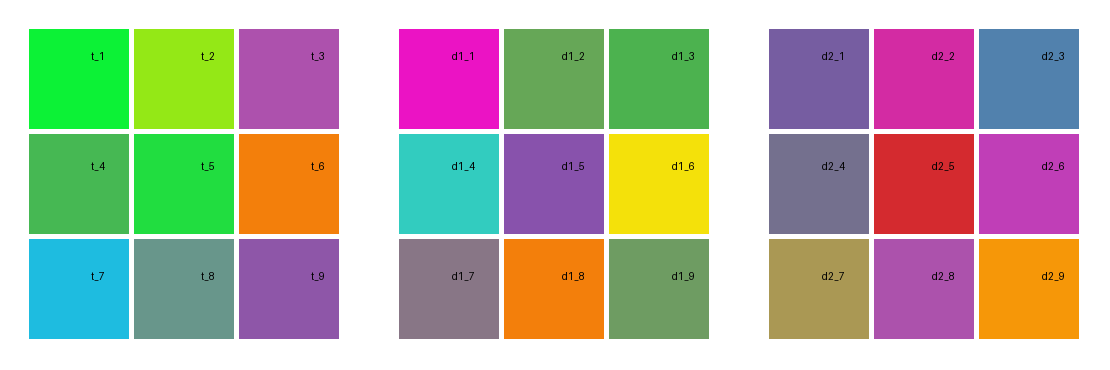 t_1 t_2 t_3 d1_1 d1_2 d1_3 d2_1 d2_2 d2_3
t_4 t_5 t_6 d1_4 d1_5 d1_6 d2_4 d2_5 d2_6
t_7 t_8 t_9 d1_7 d1_8 d1_9 d2_7 d2_8 d2_9